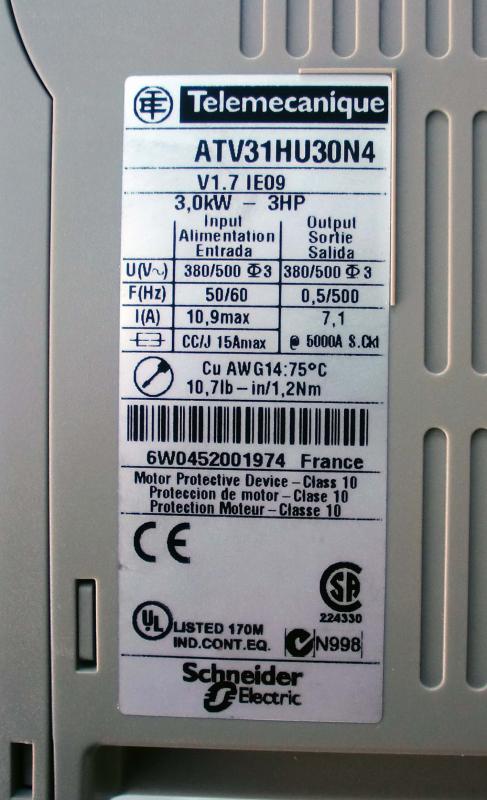 Telemecanique
ATV31HU30N4
V1.7 IE09
3,0kW – 3HP
Input Output
Alimentation Sortie
Entrada Salida
U(V~) 380/500 Φ3 380/500 Φ3
F(Hz) 50/60 0,5/500
I(A) 10,9max 7,1
CC/J 15Amax @ 5000A S.Ckt
Cu AWG14:75°C
10,7lb–in/1,2Nm
6W0452001974 France
Motor Protective Device – Class 10
Proteccion de motor – Clase 10
Protection Moteur – Classe 10
CE
SA
224330
UL LISTED 170M
IND.CONT.EQ. N998
Schneider
Electric